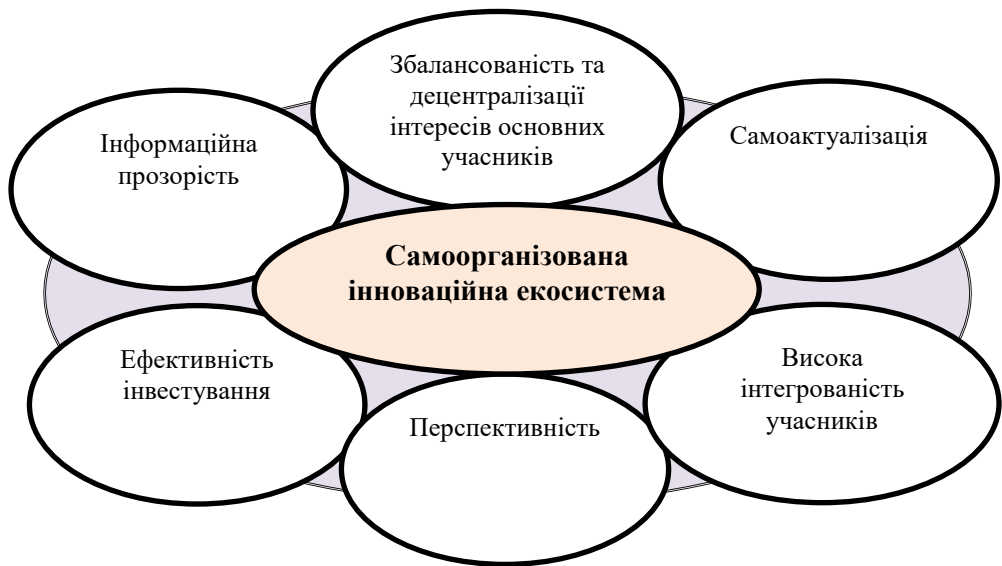 Збалансованість та
децентралізації
інтересів основних
учасників
Інформаційна
прозорість
Самоактуалізація
Самоорганізована
інноваційна екосистема
Ефективність
інвестування
Висока
інтегрованість
учасників
Перспективність